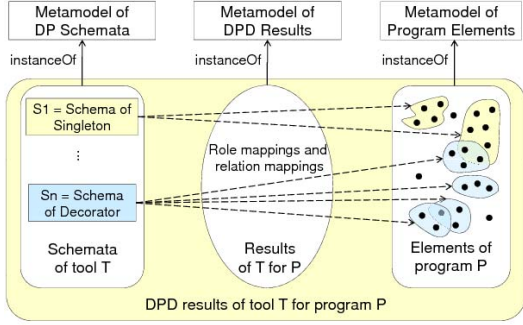 Metamodel of
DP Schemata
Metamodel of
DPD Results
Metamodel of
Program Elements
instanceOf
instanceOf
instanceOf
S1 = Schema of
Singleton
⋮
Sn = Schema
of Decorator
Schemata
of tool T
Role mappings and
relation mappings
Results
of T for P
Elements of
program P
DPD results of tool T for program P